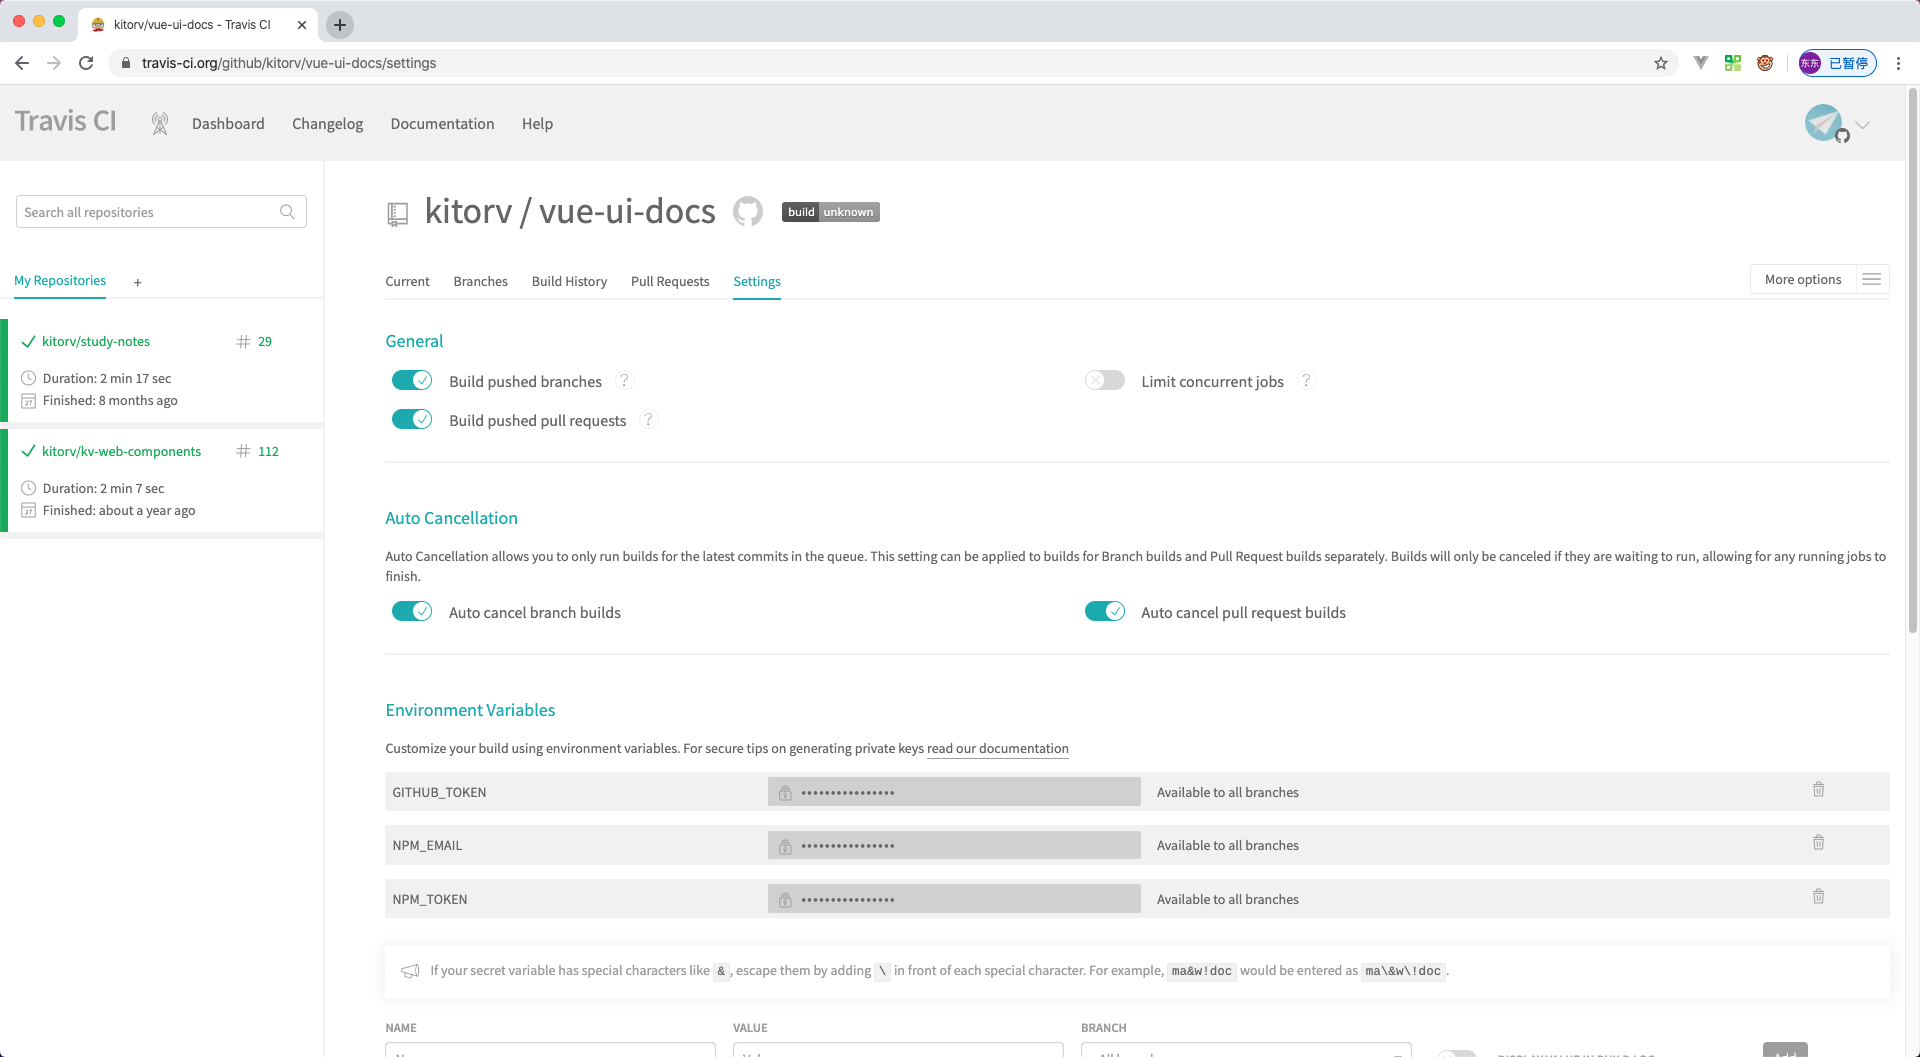 kitorv/vue-ui-docs - Travis CI
travis-ci.org/github/kitorv/vue-ui-docs/settings
东东 已暂停
Travis CI Dashboard Changelog Documentation Help
Search all repositories
My Repositories +
kitorv/study-notes # 29
Duration: 2 min 17 sec
27 Finished: 8 months ago
kitorv/kv-web-components # 112
Duration: 2 min 7 sec
27 Finished: about a year ago
kitorv / vue-ui-docs build unknown
Current Branches Build History Pull Requests Settings More options
General
Build pushed branches ? Limit concurrent jobs ?
Build pushed pull requests ?
Auto Cancellation
Auto Cancellation allows you to only run builds for the latest commits in the queue. This setting can be applied to builds for Branch builds and Pull Request builds separately. Builds will only be canceled if they are waiting to run, allowing for any running jobs to
finish.
Auto cancel branch builds Auto cancel pull request builds
Environment Variables
Customize your build using environment variables. For secure tips on generating private keys read our documentation
GITHUB_TOKEN •••••••••••••••• Available to all branches
NPM_EMAIL •••••••••••••••• Available to all branches
NPM_TOKEN •••••••••••••••• Available to all branches
If your secret variable has special characters like &, escape them by adding \ in front of each special character. For example, ma&w!doc would be entered as ma\&w\!doc.
NAME VALUE BRANCH